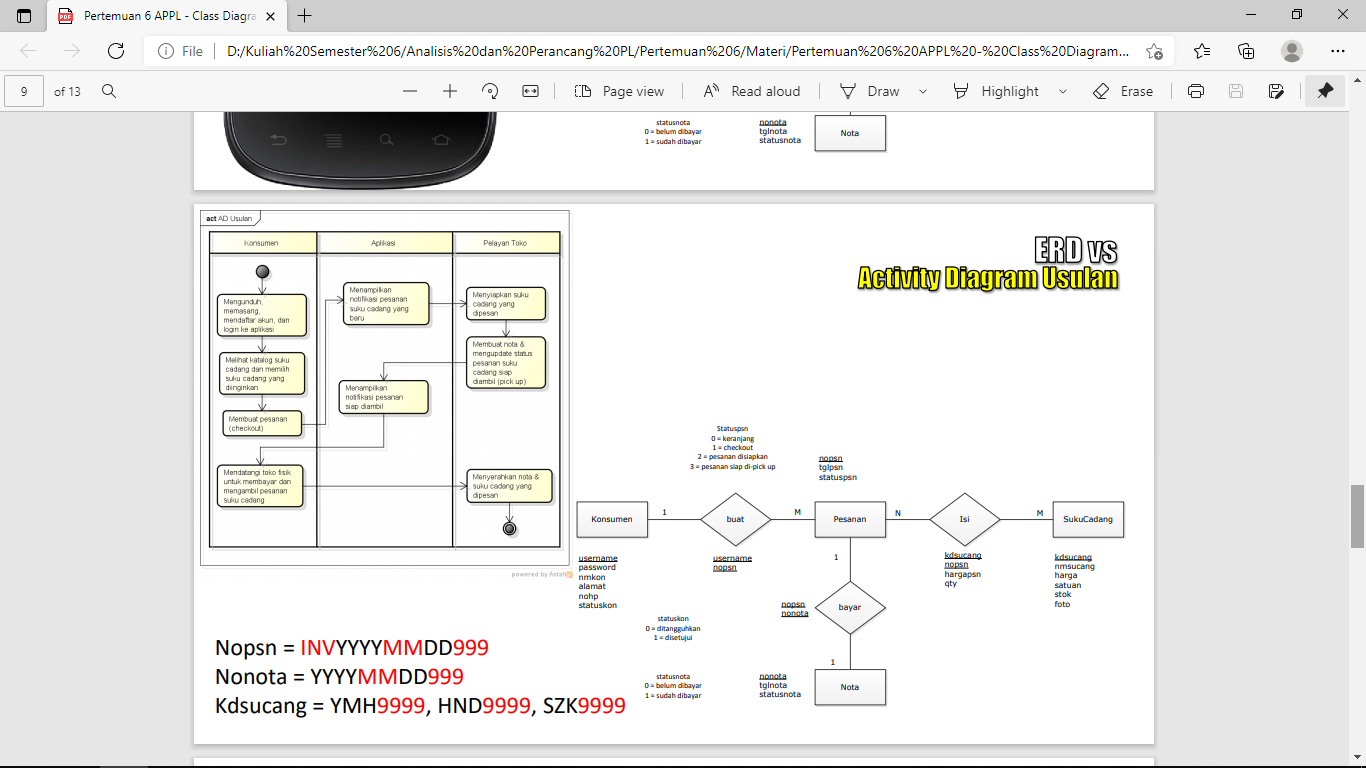 Pertemuan 6 APPL - Class Diagra
File
D:/Kuliah%20Semester%206/Analisis%20dan%20Perancang%20PL/Pertemuan%206/Materi/Pertemuan%206%20APPL%20-%20Class%20Diagram...
9
of 13
Page view
Read aloud
Draw
Highlight
Erase
statusnota
0 = belum dibayar
1 = sudah dibayar
nonota
tglnota
statusnota
Nota
act AD Usulan
Konsumen
Aplikasi
Pelayan Toko
Mengunduh,
memasang,
mendaftar akun, dan
login ke aplikasi
Melihat katalog suku
cadang dan memilih
suku cadang yang
diinginkan
Membuat pesanan
(checkout)
Mendatangi toko fisik
untuk membayar dan
mengambil pesanan
suku cadang
Menampilkan
notifikasi pesanan
suku cadang yang
baru
Menampilkan
notifikasi pesanan
siap diambil
Menyiapkan suku
cadang yang
dipesan
Membuat nota &
mengupdate status
pesanan suku
cadang siap
diambil (pick up)
Menyerahkan nota &
suku cadang yang
dipesan
powered by Astah
ERD vs
Activity Diagram Usulan
Statuspsn
0 = keranjang
1 = checkout
2 = pesanan disiapkan
3 = pesanan siap di-pick up
nopsn
tglpsn
statuspsn
Konsumen
1
buat
M
Pesanan
N
Isi
M
SukuCadang
username
password
nmkon
alamat
nohp
statuskon
username
nopsn
1
kdsucang
nopsn
hargapsn
qty
kdsucang
nmsucang
harga
satuan
stok
foto
nopsn
nonota
bayar
statuskon
0 = ditangguhkan
1 = disetujui
1
statusnota
0 = belum dibayar
1 = sudah dibayar
nonota
tglnota
statusnota
Nota
Nopsn = INVYYYYMMDD999
Nonota = YYYYMMDD999
Kdsucang = YMH9999, HND9999, SZK9999